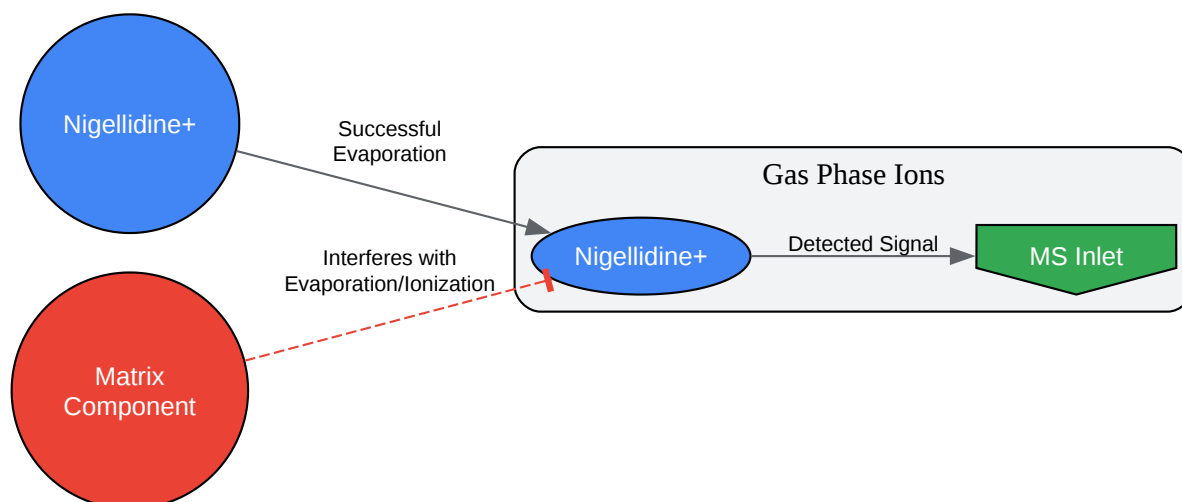 Nigellidine+
Successful
Evaporation
Gas Phase Ions
Interferes with
Evaporation/Ionization
Nigellidine+
Detected Signal
MS Inlet
Matrix
Component